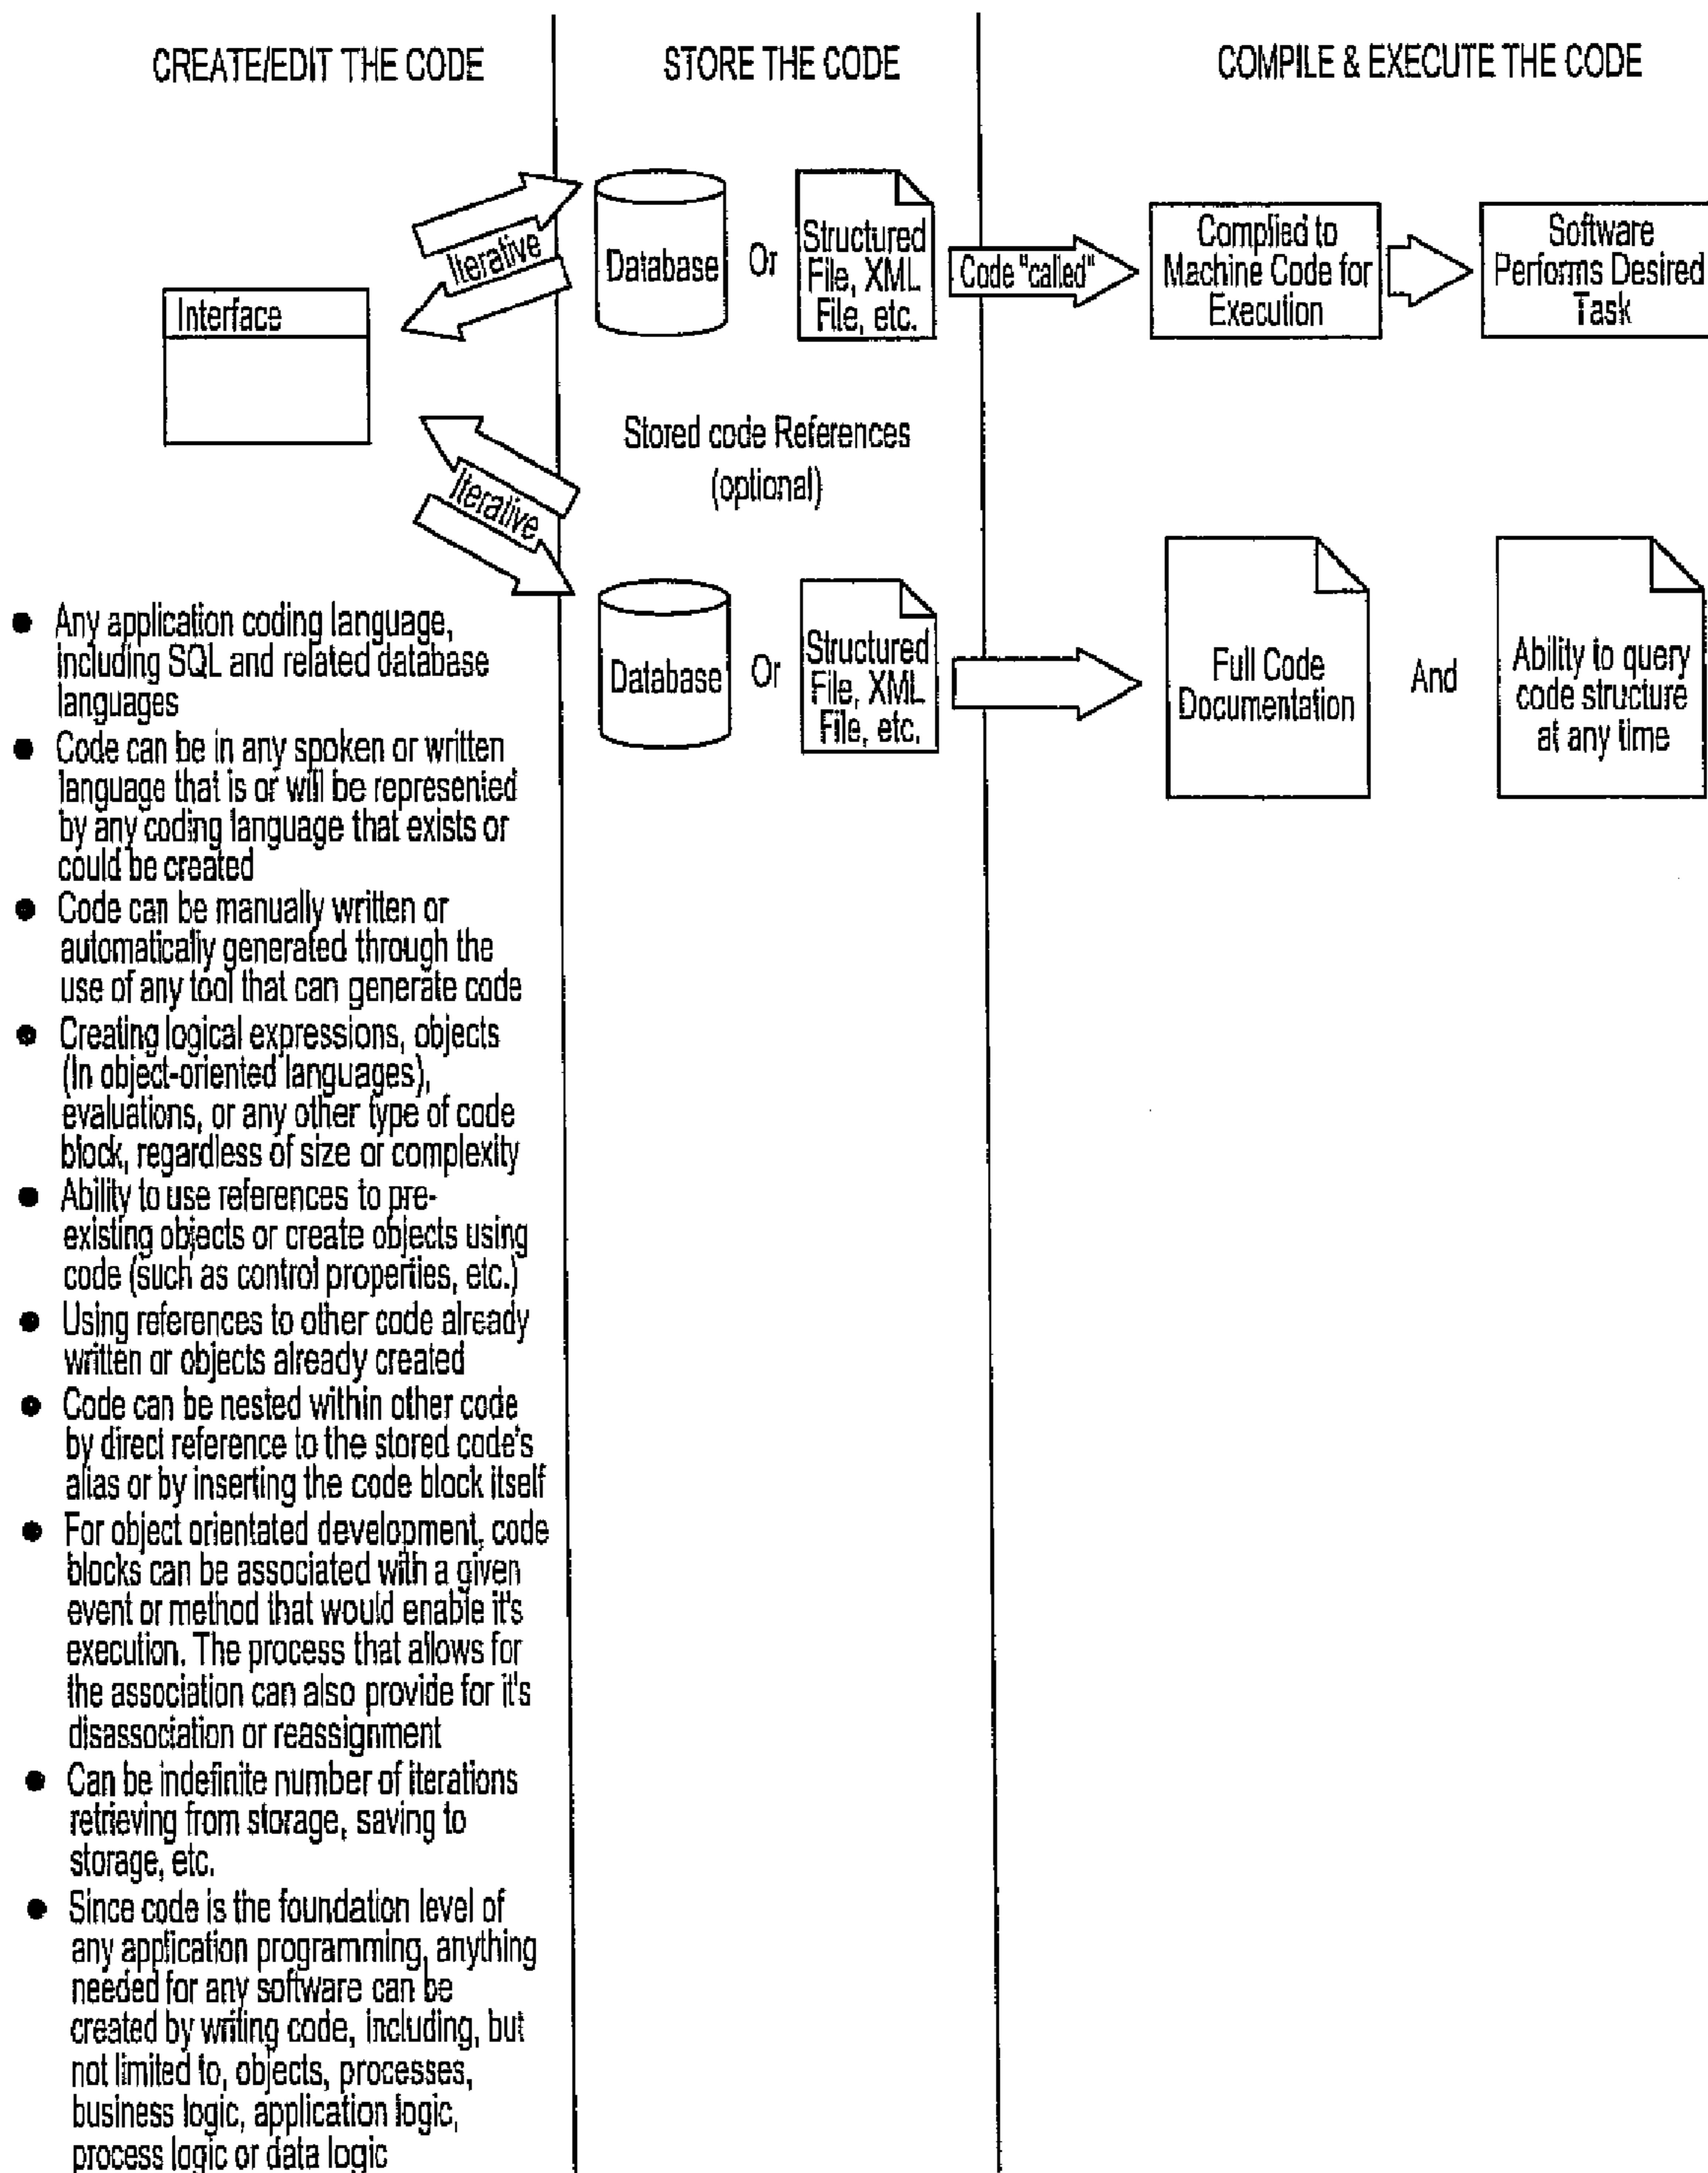 CREATE/EDIT THE CODE
STORE THE CODE
COMPILE & EXECUTE THE CODE
Interface
Iterative
Database
Or
Structured
File, XML
File, etc.
Code "called"
Complied to
Machine Code for
Execution
Software
Performs Desired
Task
Iterative
Stored code References
(optional)
Database
Or
Structured
File, XML
File, etc.
Full Code
Documentation
And
Ability to query
code structure
at any time
● Any application coding language,
including SQL and related database
languages
● Code can be in any spoken or written
language that is or will be represented
by any coding language that exists or
could be created
● Code can be manually written or
automatically generated through the
use of any tool that can generate code
● Creating logical expressions, objects
(In object-oriented languages),
evaluations, or any other type of code
block, regardless of size or complexity
● Ability to use references to pre-
existing objects or create objects using
code (such as control properties, etc.)
● Using references to other code already
written or objects already created
● Code can be nested within other code
by direct reference to the stored code's
alias or by inserting the code block itself
● For object orientated development, code
blocks can be associated with a given
event or method that would enable it's
execution. The process that allows for
the association can also provide for it's
disassociation or reassignment
● Can be indefinite number of iterations
retrieving from storage, saving to
storage, etc.
● Since code is the foundation level of
any application programming, anything
needed for any software can be
created by writing code, including, but
not limited to, objects, processes,
business logic, application logic,
process logic or data logic